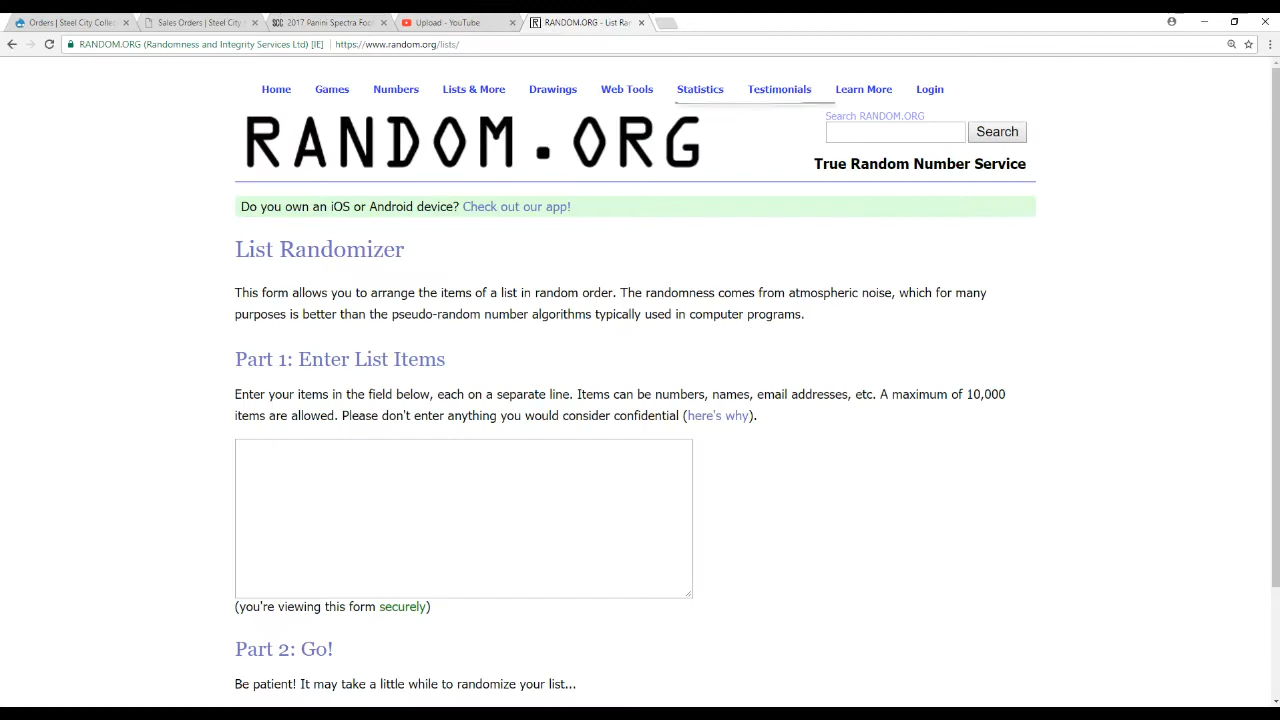 Orders | Steel City Collec
Sales Orders | Steel City
2017 Panini Spectra Foo
Upload - YouTube
RANDOM.ORG - List Ra
RANDOM.ORG (Randomness and Integrity Services Ltd) [IE]
https://www.random.org/lists/
Home Games Numbers Lists & More Drawings Web Tools Statistics Testimonials Learn More Login
RANDOM.ORG
Search RANDOM.ORG
Search
True Random Number Service
Do you own an iOS or Android device? Check out our app!
List Randomizer
This form allows you to arrange the items of a list in random order. The randomness comes from atmospheric noise, which for many
purposes is better than the pseudo-random number algorithms typically used in computer programs.
Part 1: Enter List Items
Enter your items in the field below, each on a separate line. Items can be numbers, names, email addresses, etc. A maximum of 10,000
items are allowed. Please don't enter anything you would consider confidential (here's why).
(you're viewing this form securely)
Part 2: Go!
Be patient! It may take a little while to randomize your list...